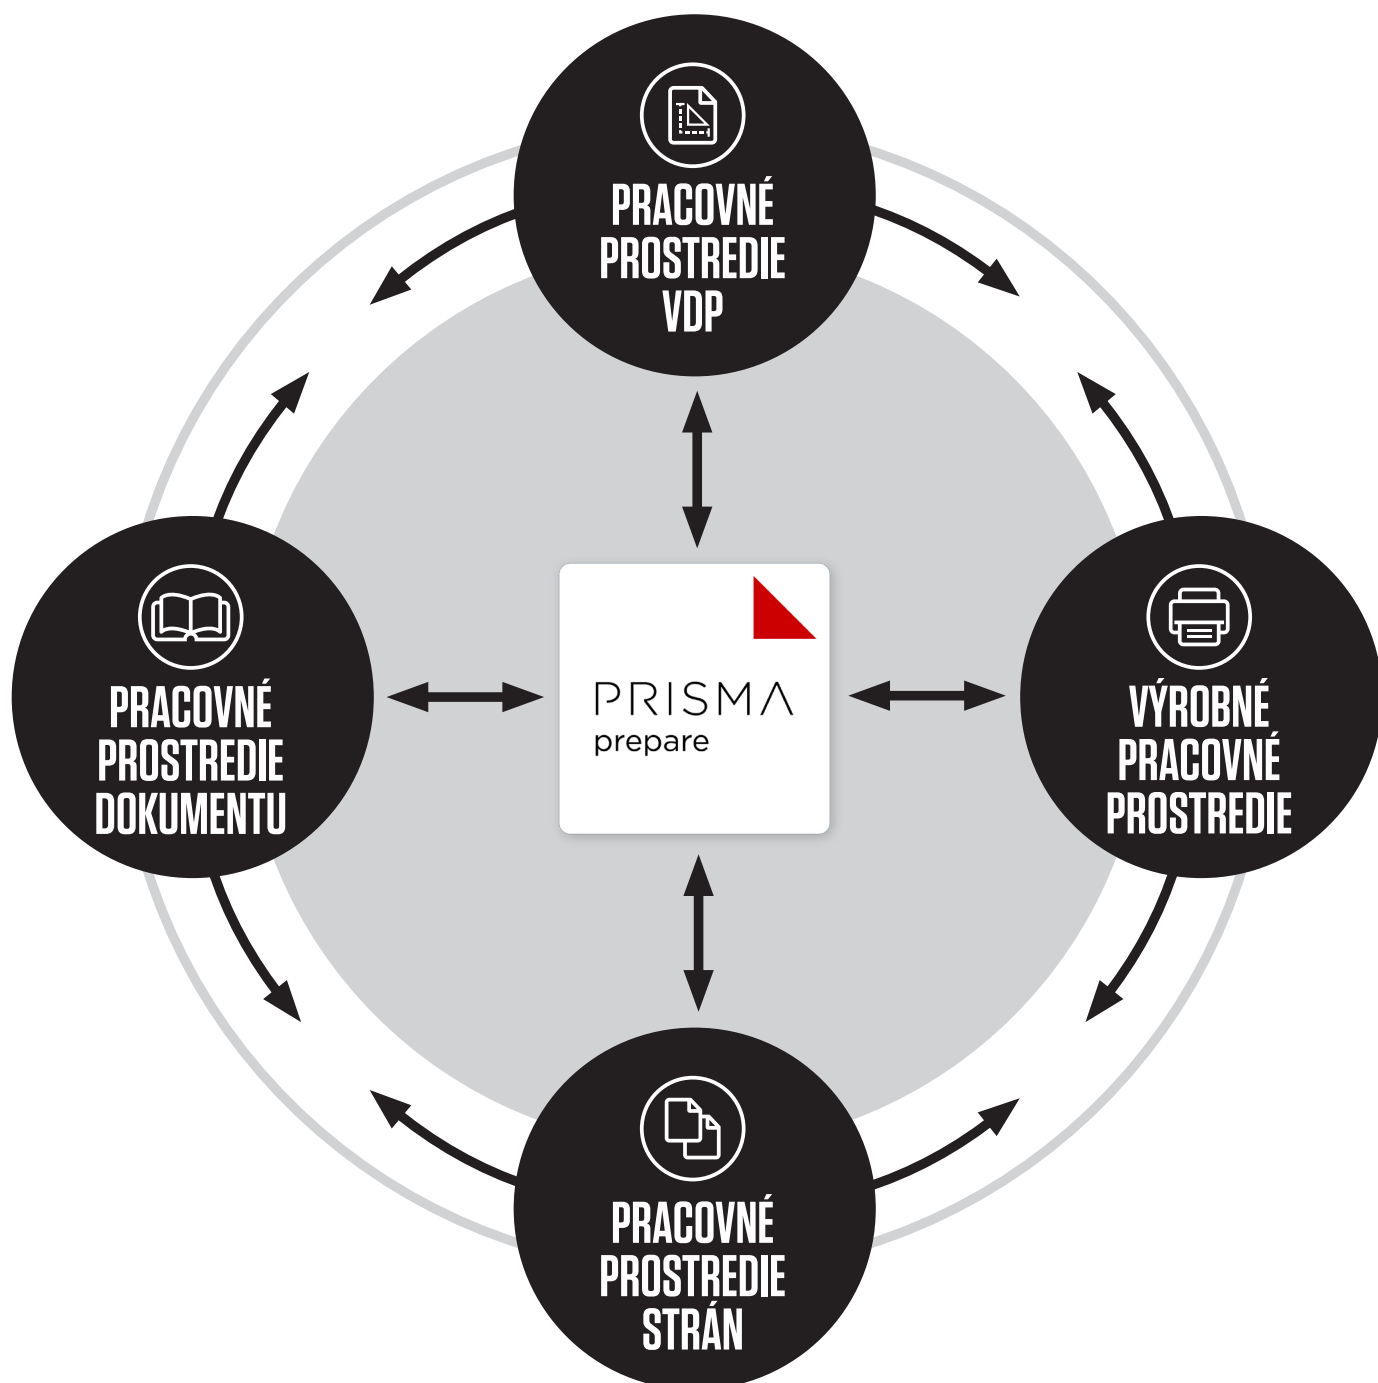 PRACOVNÉ
PROSTREDIE
VDP
PRACOVNÉ
PROSTREDIE
DOKUMENTU
PRISMA
prepare
VÝROBNÉ
PRACOVNÉ
PROSTREDIE
PRACOVNÉ
PROSTREDIE
STRÁN